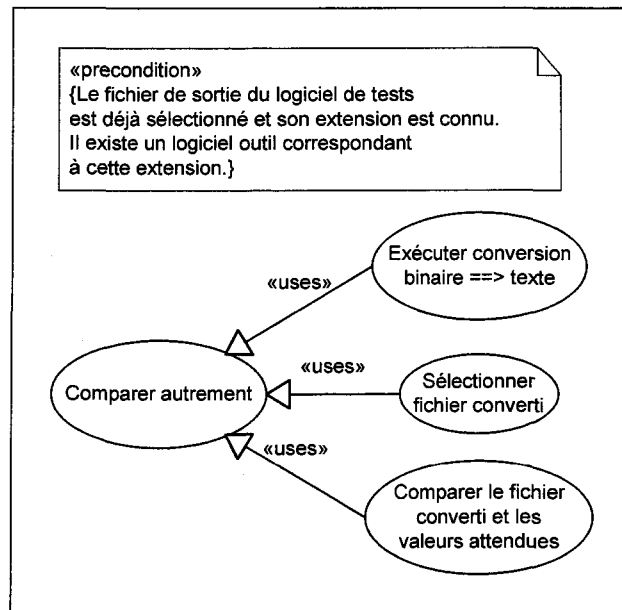 «precondition»
{Le fichier de sortie du logiciel de tests
est déjà sélectionné et son extension est connu.
Il existe un logiciel outil correspondant
à cette extension.}
Exécuter conversion
binaire ==> texte
«uses»
«uses»
Comparer autrement
Sélectionner
fichier converti
«uses»
Comparer le fichier
converti et les
valeurs attendues